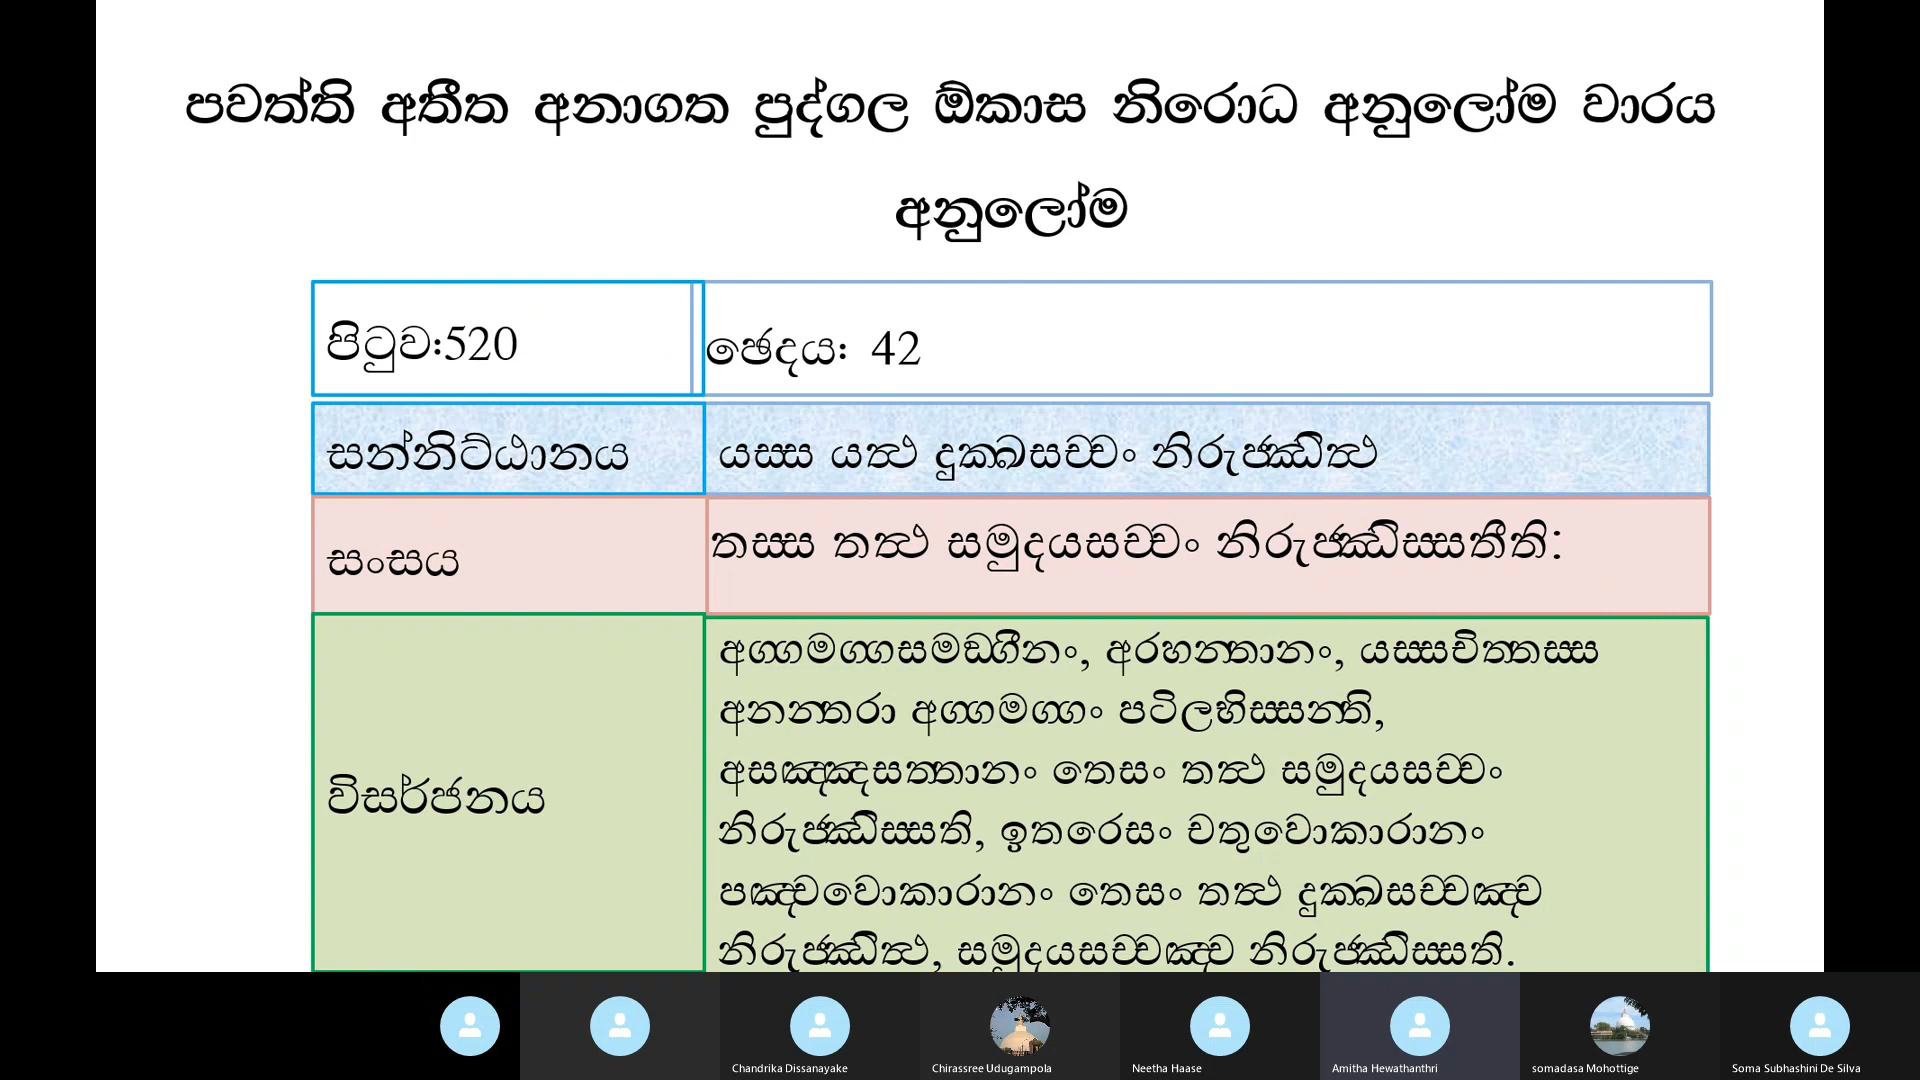 පවත්ති අතීත අනාගත පුද්ගල ඕකාස නිරොධ අනුලෝම වාරය
අනුලෝම
පිටුව:520
ඡෙදය: 42
සන්නිට්ඨානය
යස්ස යත්ථ දුක්ඛසච්චං නිරුජ්ඣිත්ථ
සංසය
තස්ස තත්ථ සමුදයසච්චං නිරුජ්ඣිස්සතීති:
විසර්ජනය
අග්ගමග්ගසමඞ්ගීනං, අරහන්තානං, යස්සචිත්තස්ස
අනන්තරා අග්ගමග්ගං පටිලභිස්සන්ති,
අසඤ්ඤසත්තානං තෙසං තත්ථ සමුදයසච්චං
නිරුජ්ඣිස්සති, ඉතරෙසං චතුවොකාරානං
පඤ්චවොකාරානං තෙසං තත්ථ දුක්ඛසච්චඤ්ච
නිරුජ්ඣිත්ථ, සමුදයසච්චඤ්ච නිරුජ්ඣිස්සති.
Chandrika Dissanayake
Chirassree Udugampola
Neetha Haase
Amitha Hewathanthri
somadasa Mohottige
Soma Subhashini De Silva